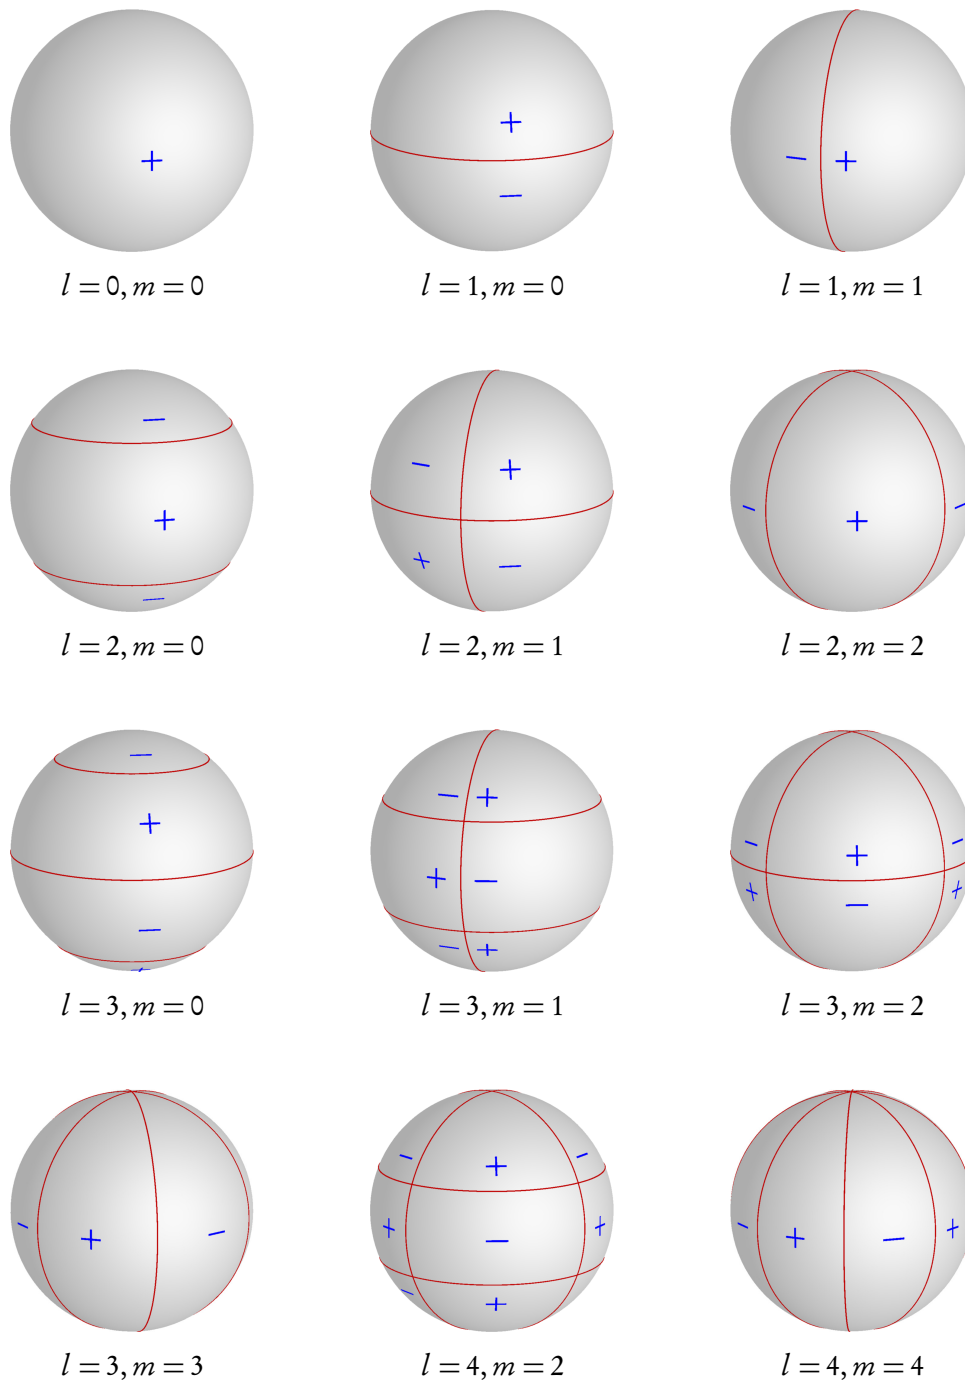 +
+
−
− +
l = 0, m = 0
l = 1, m = 0
l = 1, m = 1
−
+
−
− +
+ −
− + −
l = 2, m = 0
l = 2, m = 1
l = 2, m = 2
−
+
−
+
− +
+ −
− +
− + −
+ − +
l = 3, m = 0
l = 3, m = 1
l = 3, m = 2
− + −
− + −
+ − +
− +
− + − +
l = 3, m = 3
l = 4, m = 2
l = 4, m = 4